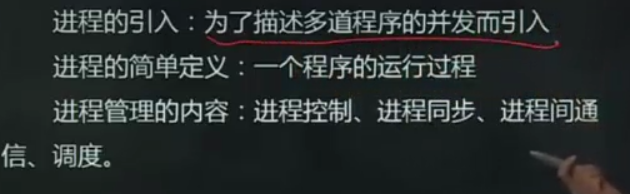 进程的引入：为了描述多道程序的并发而引入
进程的简单定义：一个程序的运行过程
进程管理的内容：进程控制、进程同步、进程间通
信、调度。